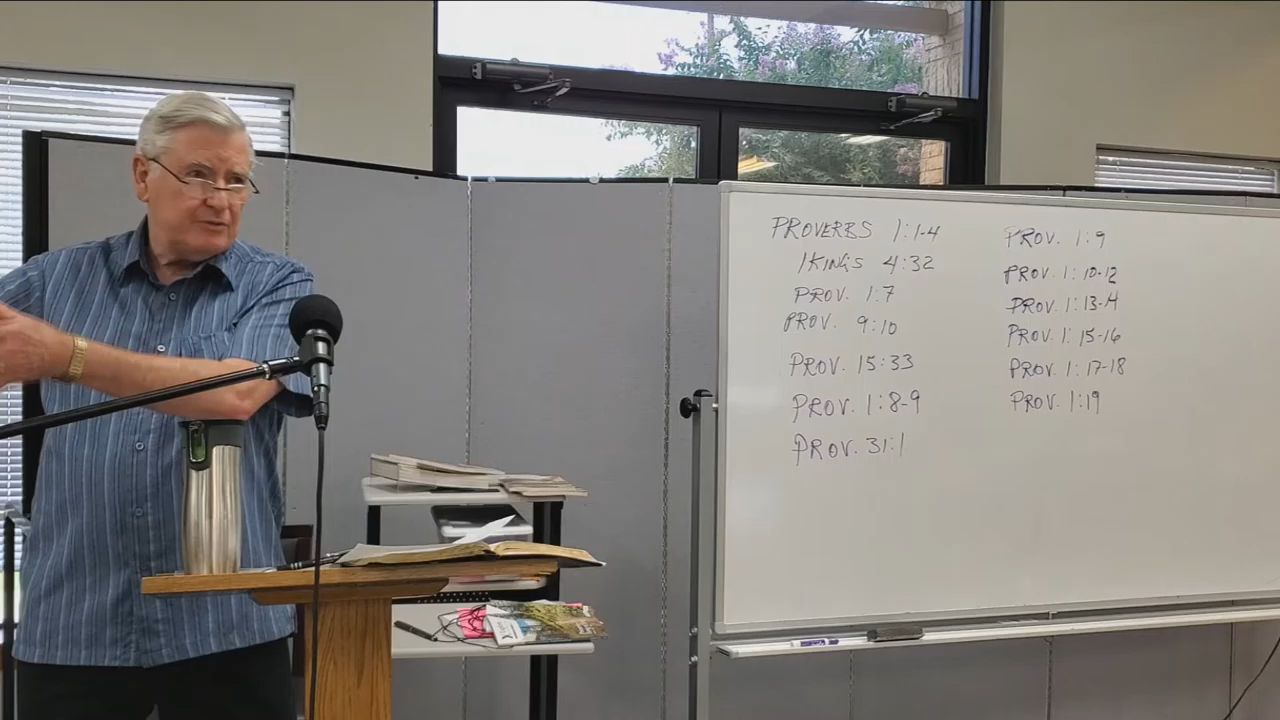 PROVERBS 1:1-4
1KINGS 4:32
PROV. 1:7
PROV. 9:10
PROV. 15:33
PROV. 1:8-9
PROV. 31:1
PROV. 1:9
PROV. 1:10-12
PROV. 1:13-14
PROV. 1:15-16
PROV. 1:17-18
PROV. 1:19